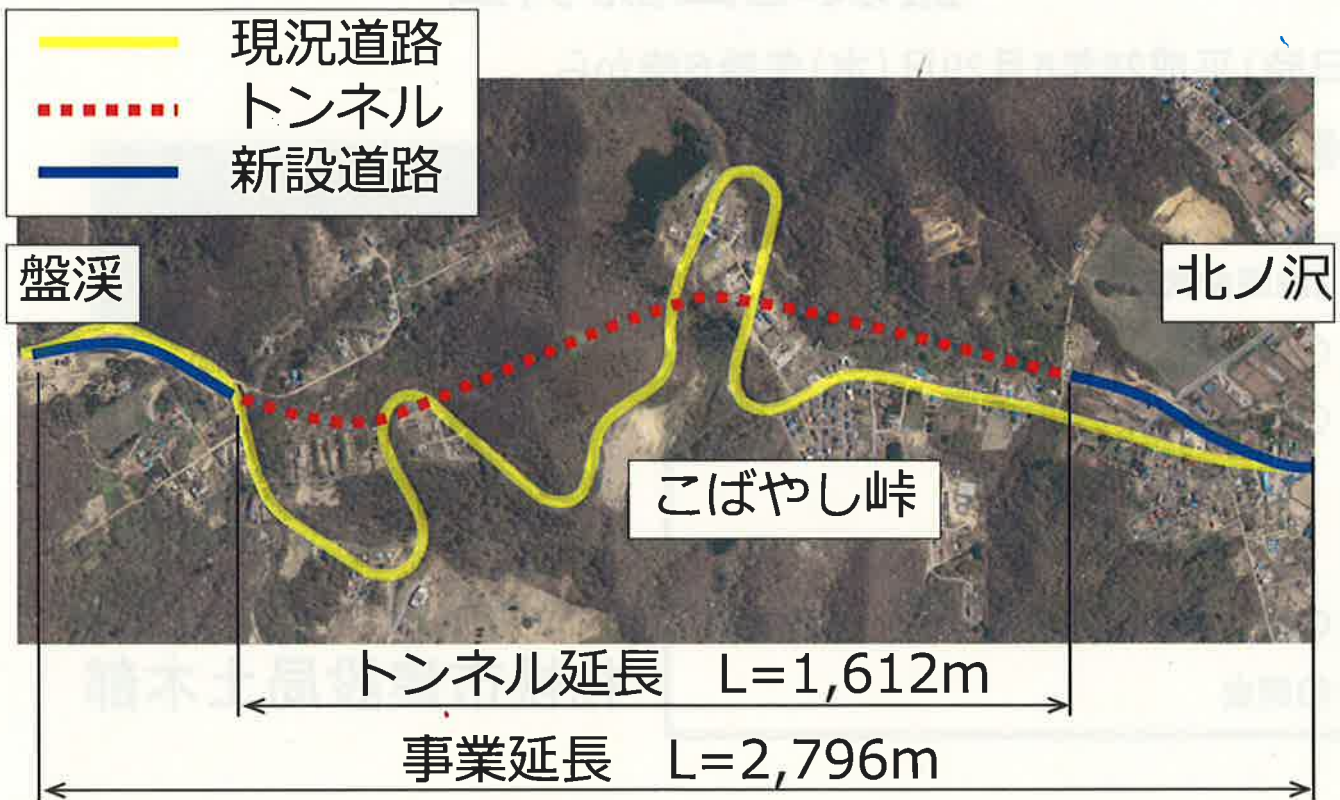 現況道路
トンネル
新設道路
盤渓
北ノ沢
こばやし峠
トンネル延長 L=1,612m
事業延長 L=2,796m